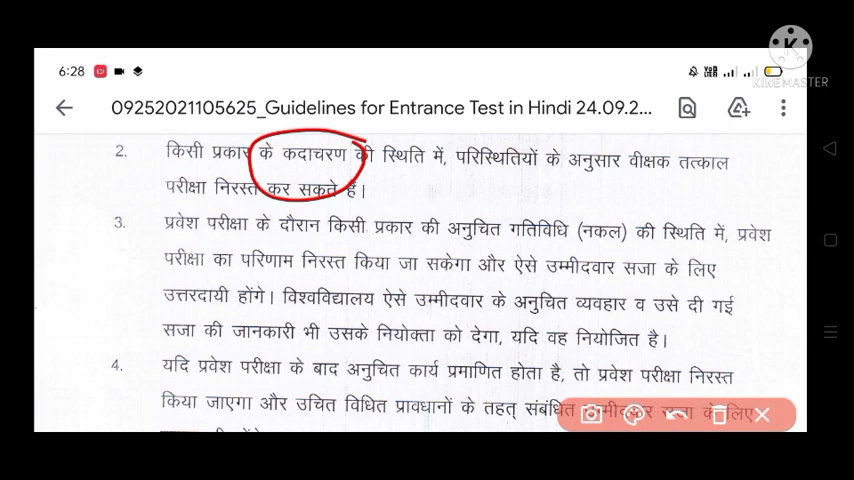 6:28
KINEMASTER
09252021105625_Guidelines for Entrance Test in Hindi 24.09.2...
2. किसी प्रकार के कदाचरण की स्थिति में, परिस्थितियों के अनुसार वीक्षक तत्काल
परीक्षा निरस्त कर सकते हैं।
3. प्रवेश परीक्षा के दौरान किसी प्रकार की अनुचित गतिविधि (नकल) की स्थिति में, प्रवेश
परीक्षा का परिणाम निरस्त किया जा सकेगा और ऐसे उम्मीदवार सजा के लिए
उत्तरदायी होंगे। विश्वविद्यालय ऐसे उम्मीदवार के अनुचित व्यवहार व उसे दी गई
सजा की जानकारी भी उसके नियोक्ता को देगा, यदि वह नियोजित है।
4. यदि प्रवेश परीक्षा के बाद अनुचित कार्य प्रमाणित होता है, तो प्रवेश परीक्षा निरस्त
किया जाएगा और उचित विधित प्रावधानों के तहत् संबंधित उम्मीदवार सजा के लिए